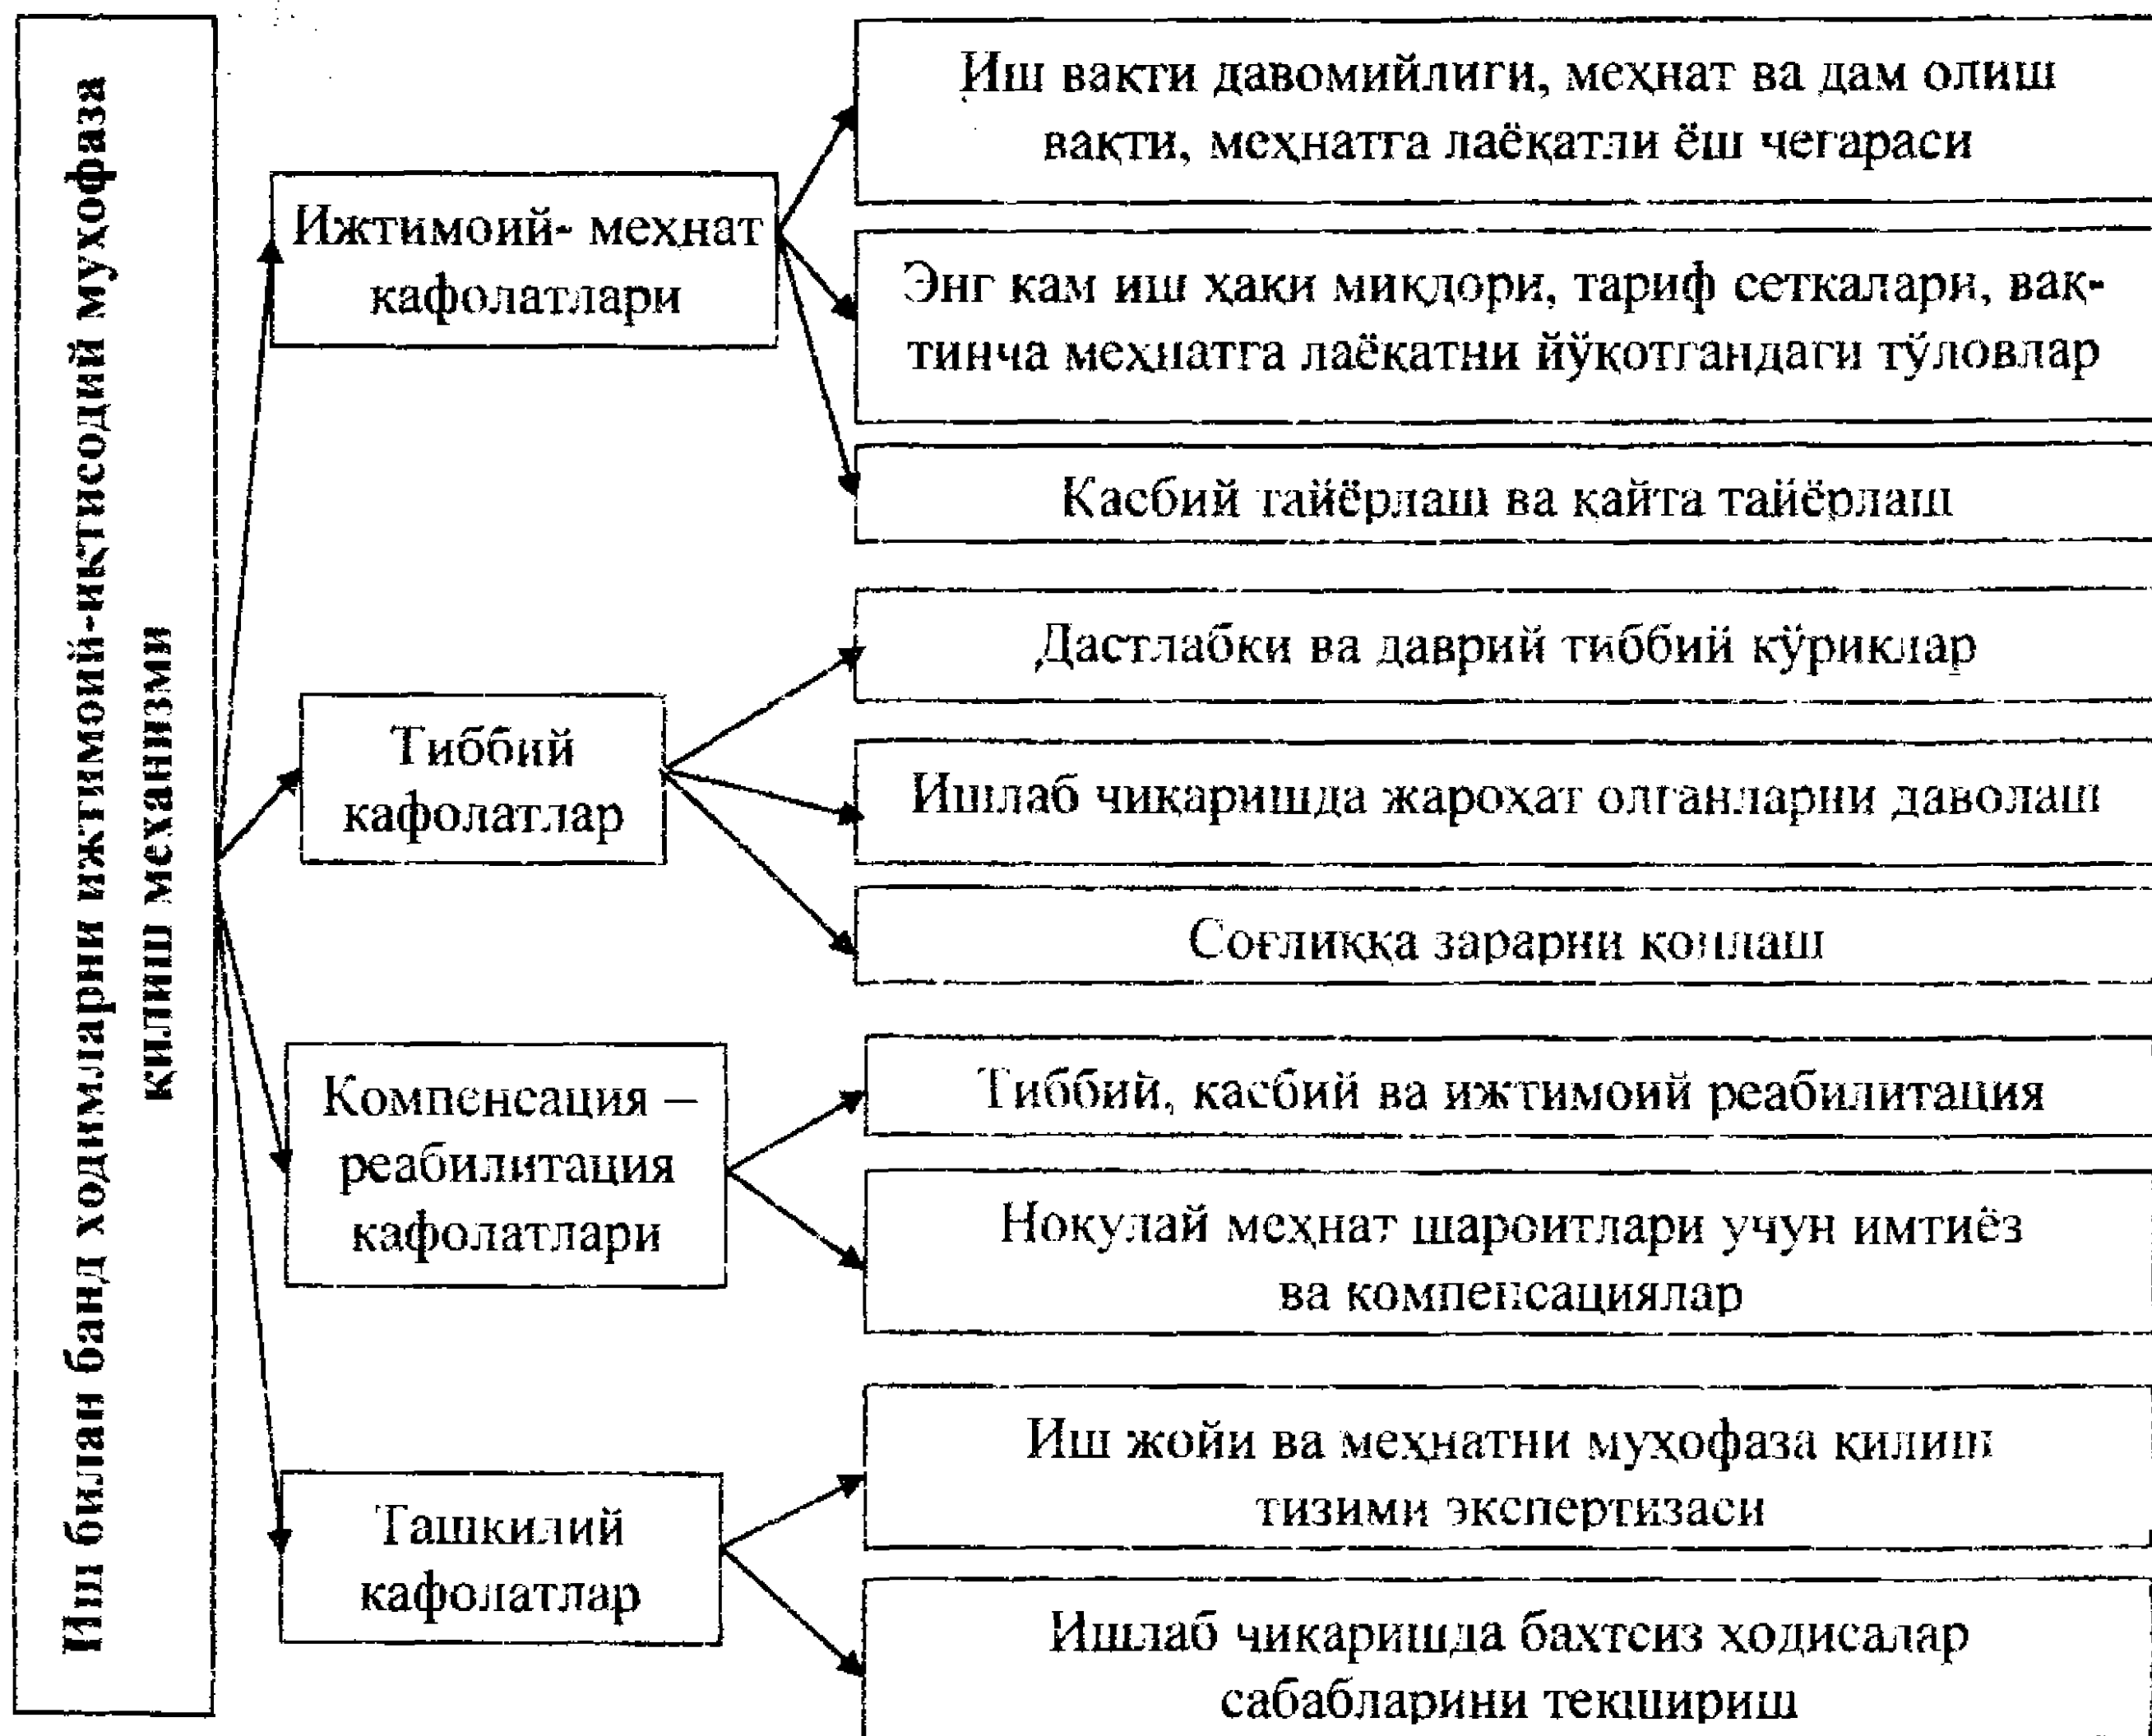 Иш билан банд ходимларни ижтимоий-иқтисодий муҳофаза
қилиш механизми
Ижтимоий- меҳнат
кафолатлари
Иш вақти давомийлиги, меҳнат ва дам олиш
вақти, меҳнатга лаёқатли ёш чегараси
Энг кам иш ҳақи миқдори, тариф сеткалари, вақ-
тинча меҳнатга лаёқатни йўқотгандаги тўловлар
Касбий тайёрлаш ва қайта тайёрлаш
Тиббий
кафолатлар
Дастлабки ва даврий тиббий кўриклар
Ишлаб чиқаришда жароҳат олганларни даволаш
Соғлиққа зарарни қоплаш
Компенсация –
реабилитация
кафолатлари
Тиббий, касбий ва ижтимоий реабилитация
Ноқулай меҳнат шароитлари учун имтиёз
ва компенсациялар
Ташкилий
кафолатлар
Иш жойи ва меҳнатни муҳофаза қилиш
тизими экспертизаси
Ишлаб чиқаришда бахтсиз ҳодисалар
сабабларини текшириш